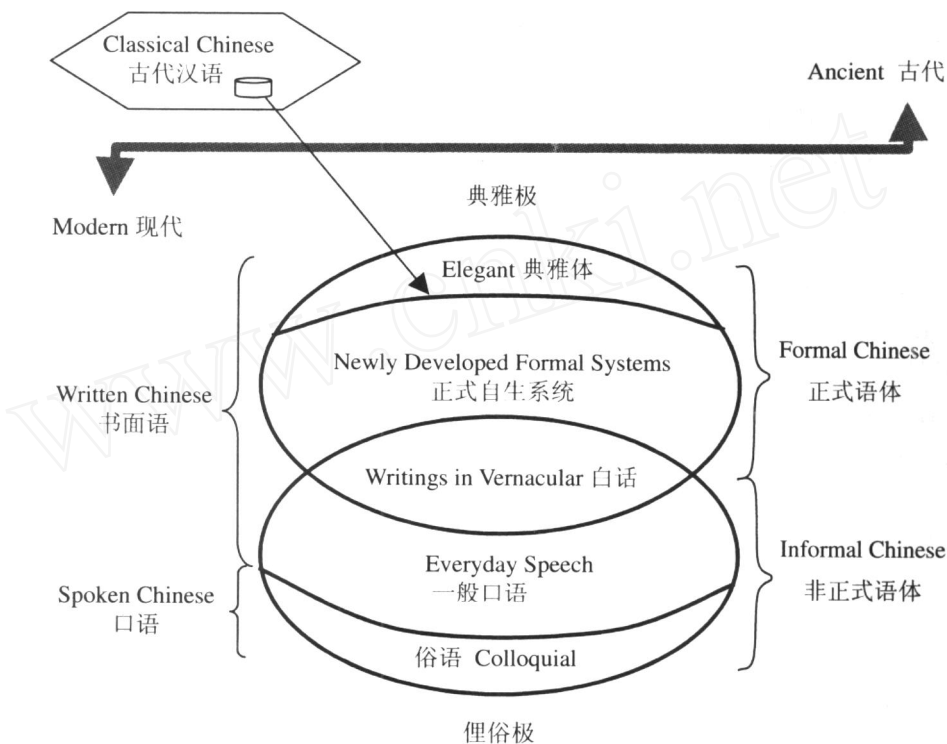 Classical Chinese
古代汉语
Ancient 古代
Modern 现代
典雅极
Elegant 典雅体
Newly Developed Formal Systems
正式自生系统
Formal Chinese
正式语体
Written Chinese
书面语
Writings in Vernacular 白话
Everyday Speech
一般口语
Informal Chinese
非正式语体
Spoken Chinese
口语
俗语 Colloquial
俚俗极
www.cnki.net